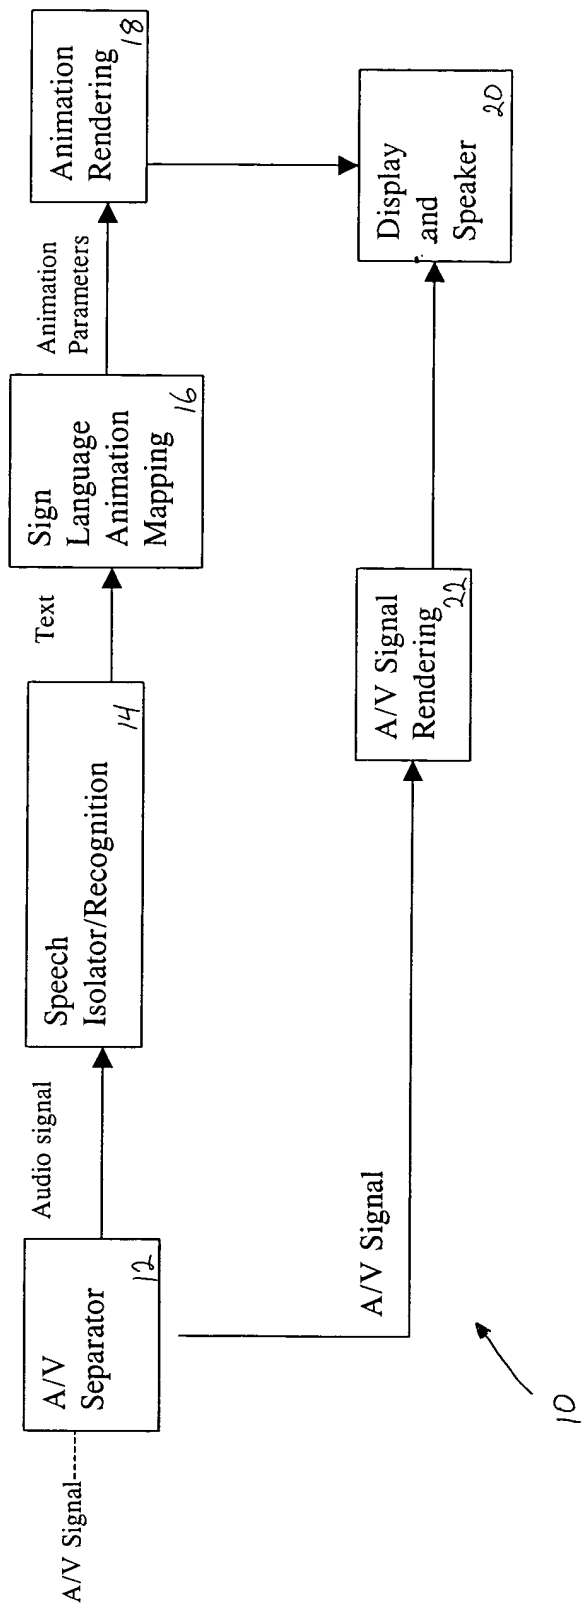 A/V Signal
A/V
Separator
12
Audio signal
Speech
Isolator/Recognition
14
Text
Sign
Language
Animation
Mapping
16
Animation
Parameters
Animation
Rendering
18
A/V Signal
A/V Signal
Rendering
22
Display
and
Speaker
20
10